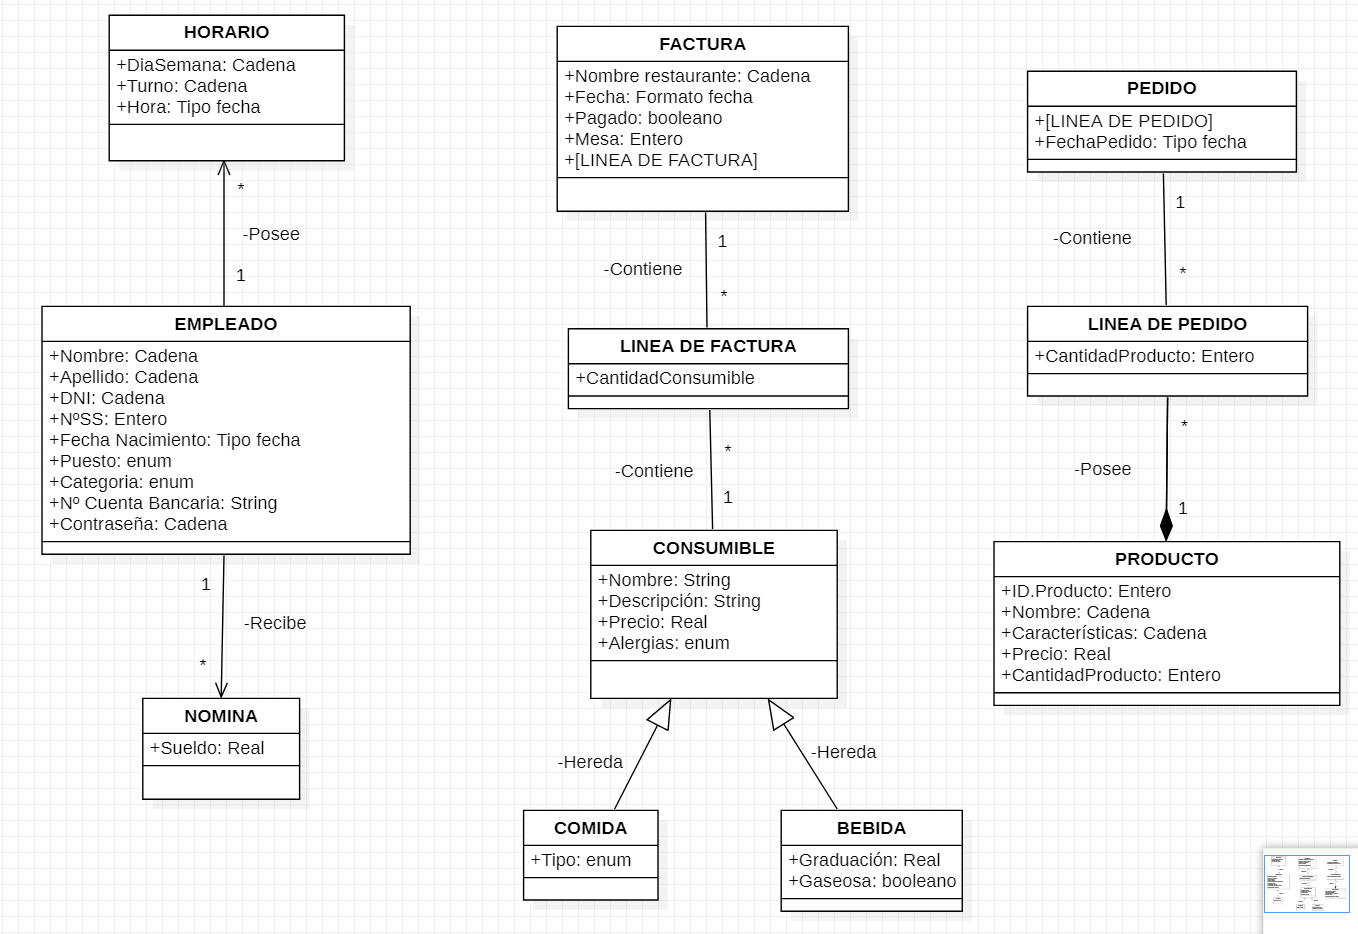 HORARIO
+DiaSemana: Cadena
+Turno: Cadena
+Hora: Tipo fecha
*
-Posee
1
EMPLEADO
+Nombre: Cadena
+Apellido: Cadena
+DNI: Cadena
+NºSS: Entero
+Fecha Nacimiento: Tipo fecha
+Puesto: enum
+Categoria: enum
+Nº Cuenta Bancaria: String
+Contraseña: Cadena
1
-Recibe
*
NOMINA
+Sueldo: Real
FACTURA
+Nombre restaurante: Cadena
+Fecha: Formato fecha
+Pagado: booleano
+Mesa: Entero
+[LINEA DE FACTURA]
1
-Contiene
*
LINEA DE FACTURA
+CantidadConsumible
*
-Contiene
1
CONSUMIBLE
+Nombre: String
+Descripción: String
+Precio: Real
+Alergias: enum
-Hereda
-Hereda
COMIDA
+Tipo: enum
BEBIDA
+Graduación: Real
+Gaseosa: booleano
PEDIDO
+[LINEA DE PEDIDO]
+FechaPedido: Tipo fecha
1
-Contiene
*
LINEA DE PEDIDO
+CantidadProducto: Entero
*
-Posee
1
PRODUCTO
+ID.Producto: Entero
+Nombre: Cadena
+Características: Cadena
+Precio: Real
+CantidadProducto: Entero